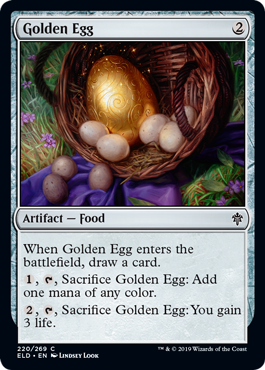 Golden Egg 2
Artifact — Food
When Golden Egg enters the
battlefield, draw a card.
1, T, Sacrifice Golden Egg: Add
one mana of any color.
2, T, Sacrifice Golden Egg: You gain
3 life.
220/269 C
ELD • EN LINDSEY LOOK
™ & © 2019 Wizards of the Coast